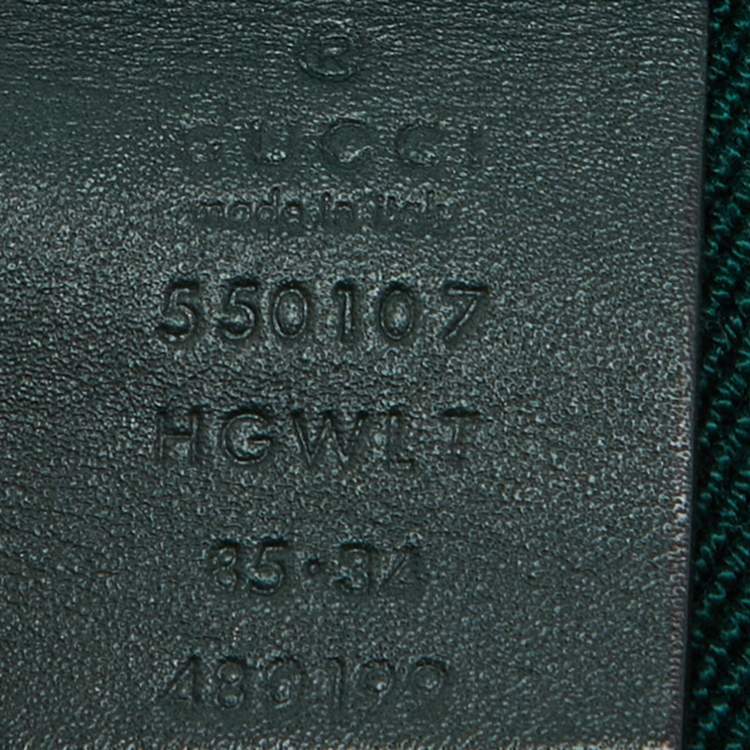 ®
GUCCI
made in italy
550107
HGWLT
85·34
480199